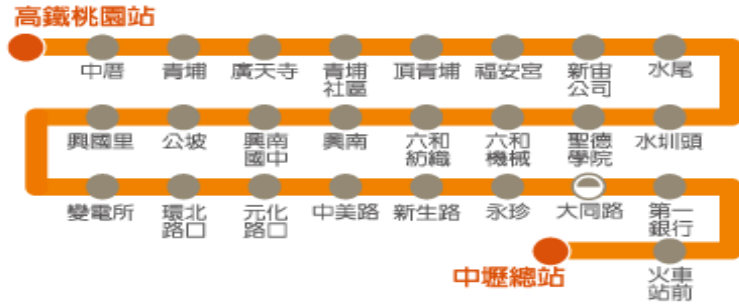 高鐵桃園站
中厝
青埔
廣天寺
青埔
社區
頂青埔
福安宮
新宙
公司
水尾
興國里
公坡
興南
國中
興南
六和
紡織
六和
機械
聖德
學院
水圳頭
變電所
環北
路口
元化
路口
中美路
新生路
永珍
大同路
第一
銀行
中壢總站
火車
站前